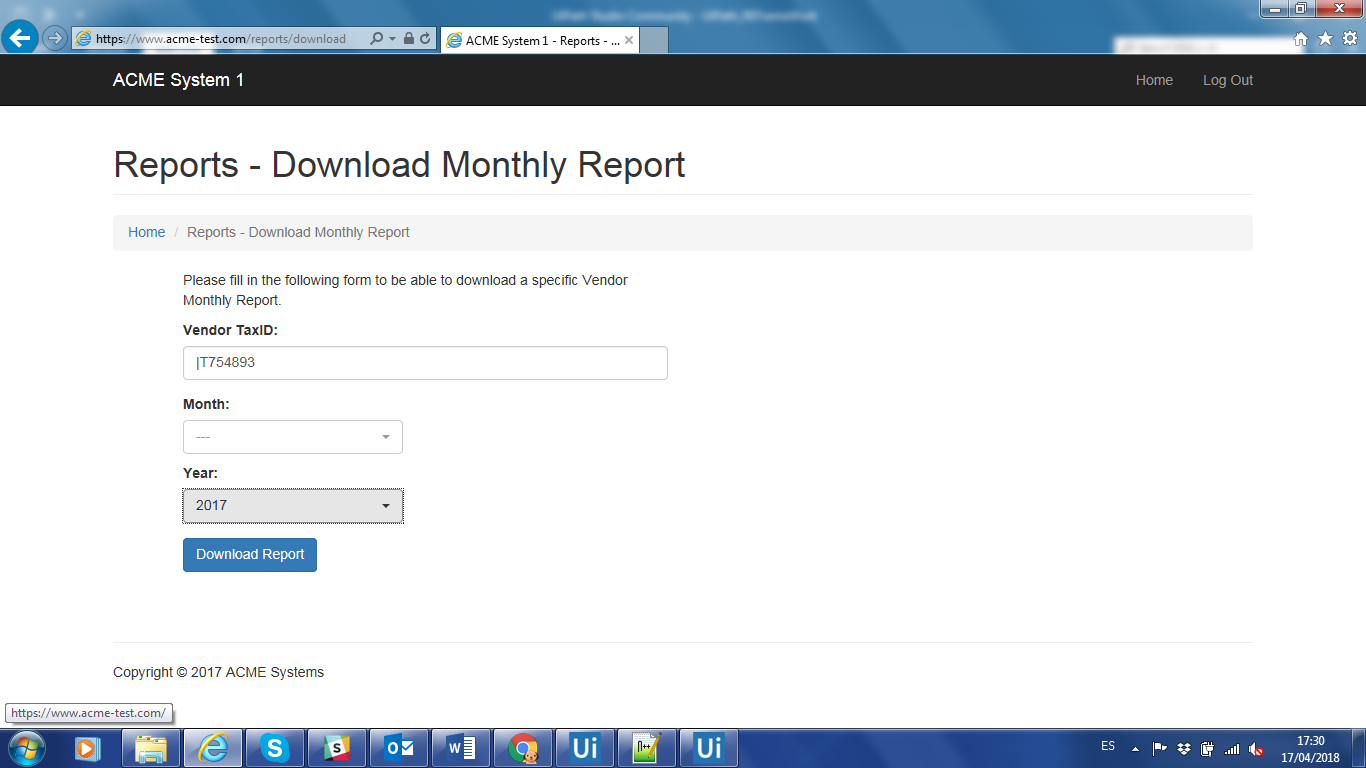 https://www.acme-test.com/reports/download
ACME System 1 - Reports - ...
ACME System 1
Home
Log Out
Reports - Download Monthly Report
Home / Reports - Download Monthly Report
Please fill in the following form to be able to download a specific Vendor
Monthly Report.
Vendor TaxID:
|T754893
Month:
---
Year:
2017
Download Report
Copyright © 2017 ACME Systems
https://www.acme-test.com/
ES
17:30
17/04/2018